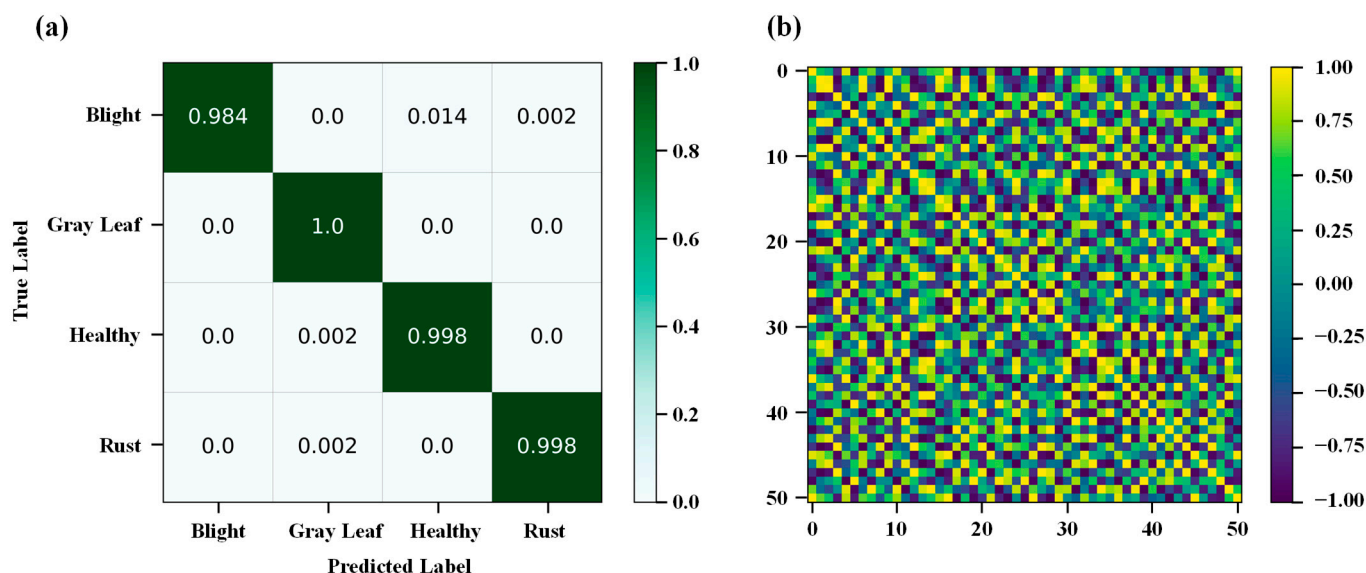 (a)
True Label
Blight
Gray Leaf
Healthy
Rust
0.984 0.0 0.014 0.002
0.0 1.0 0.0 0.0
0.0 0.002 0.998 0.0
0.0 0.002 0.0 0.998
Blight Gray Leaf Healthy Rust
Predicted Label
1.0
0.8
0.6
0.4
0.2
0.0
(b)
0
10
20
30
40
50
0 10 20 30 40 50
1.00
0.75
0.50
0.25
0.00
−0.25
−0.50
−0.75
−1.00